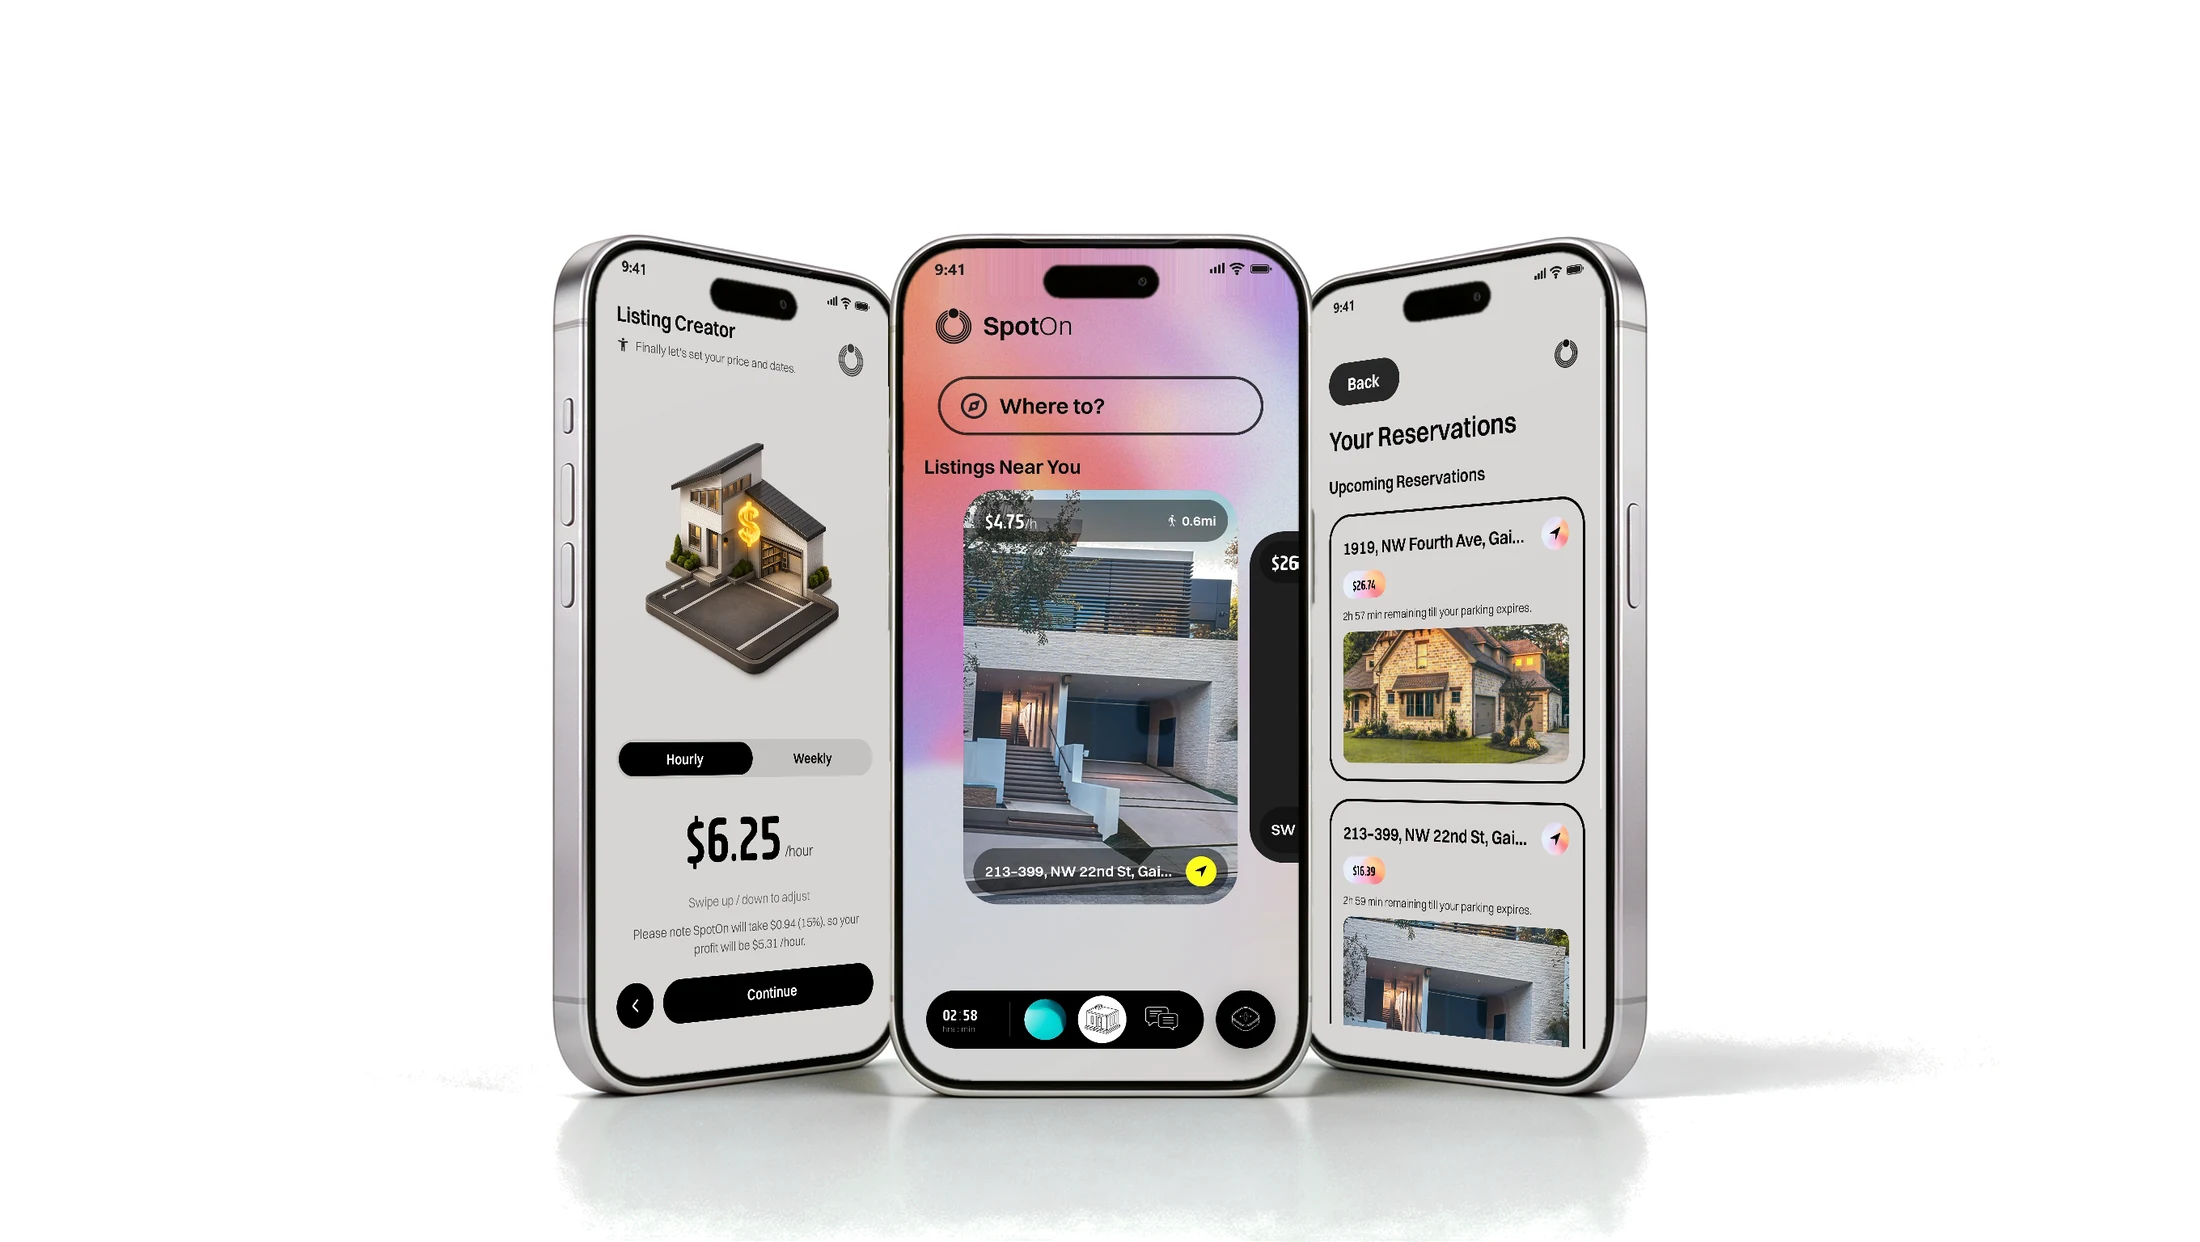 9:41
Listing Creator
Finally let's set your price and dates.
Hourly
Weekly
$6.25 /hour
Swipe up / down to adjust
Please note SpotOn will take $0.94 (15%), so your
profit will be $5.31 /hour.
Continue
9:41
SpotOn
Where to?
Listings Near You
$4.75/h
0.6mi
$26
213-399, NW 22nd St, Gai...
SW
02:58
hrs : min
9:41
Back
Your Reservations
Upcoming Reservations
1919, NW Fourth Ave, Gai...
$26.74
2h 57 min remaining till your parking expires.
213-399, NW 22nd St, Gai...
$16.39
2h 59 min remaining till your parking expires.